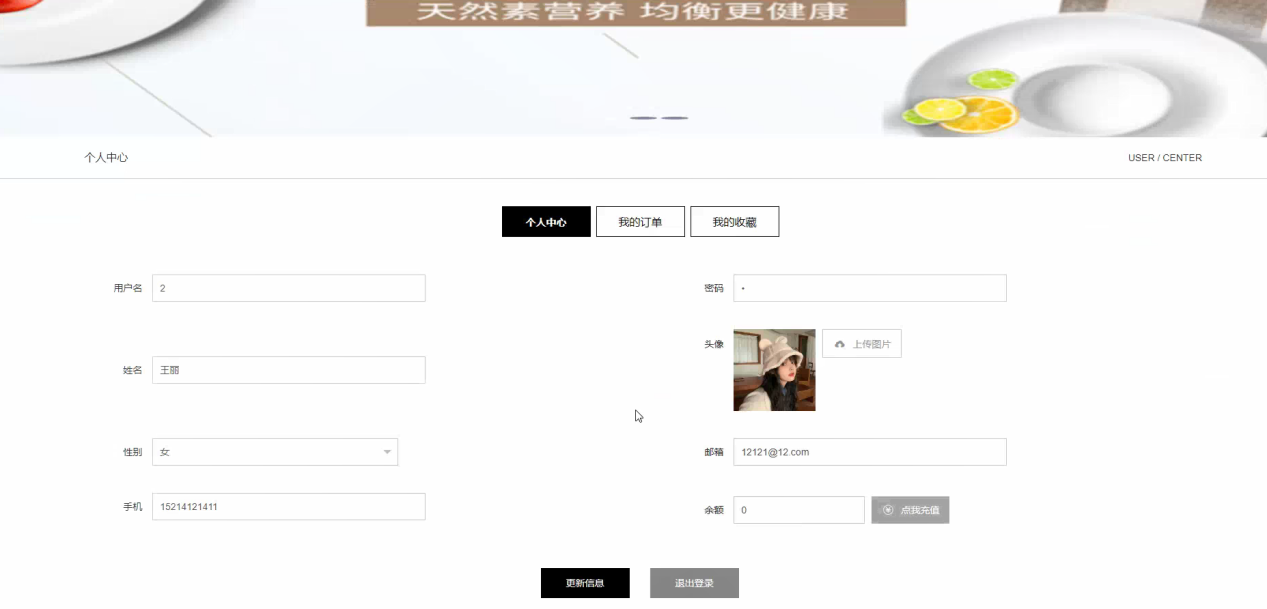 天然素营养 均衡更健康
个人中心
USER / CENTER
个人中心 我的订单 我的收藏
用户名 2
密码 •
头像 上传图片
姓名 王丽
性别 女
邮箱 12121@12.com
手机 15214121411
余额 0 点我充值
更新信息 退出登录